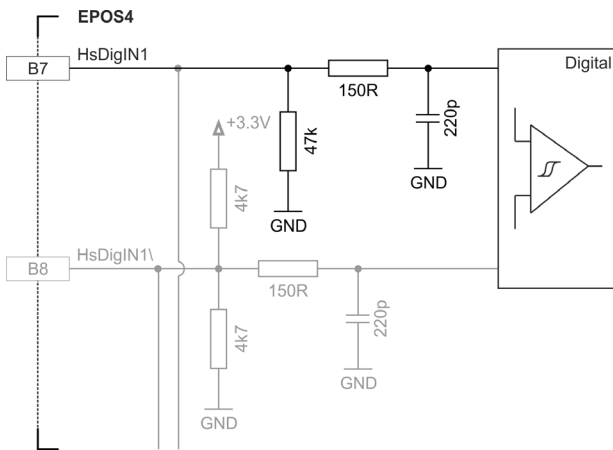 EPOS4
HsDigIN1
B7
Digital
150R
220p
+3.3V
47k
GND
4k7
GND
HsDigIN1\
B8
150R
220p
4k7
GND
GND